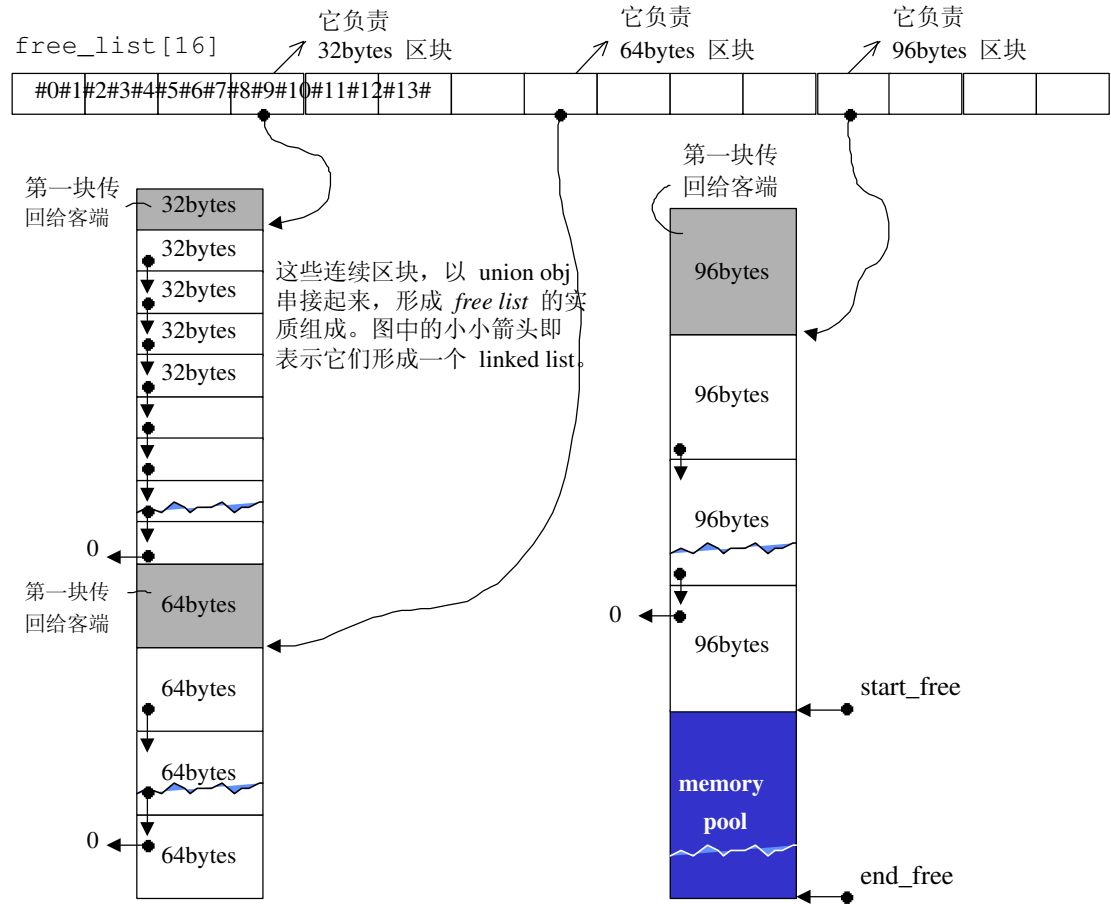 free_list[16]
它负责
32bytes 区块
它负责
64bytes 区块
它负责
96bytes 区块
#0#1#2#3#4#5#6#7#8#9#10#11#12#13#
第一块传
回给客端
32bytes
32bytes
32bytes
32bytes
32bytes
0
这些连续区块，以 union obj
串接起来，形成 free list 的实
质组成。图中的小小箭头即
表示它们形成一个 linked list。
第一块传
回给客端
64bytes
64bytes
64bytes
0
64bytes
第一块传
回给客端
96bytes
96bytes
96bytes
0
96bytes
start_free
memory
pool
end_free